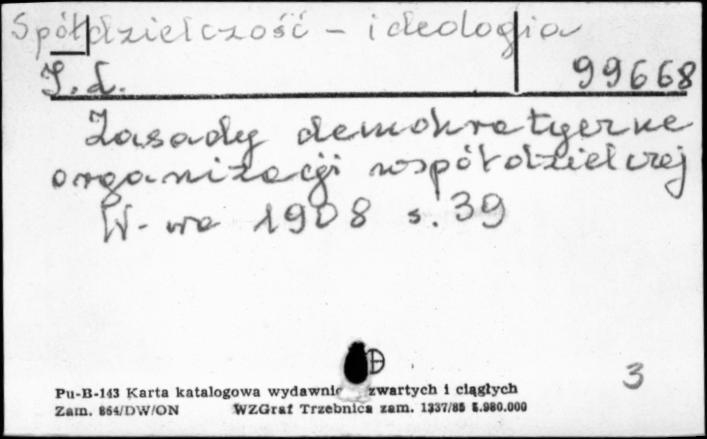 Spółdzielczość - ideologia
J. d. 99668
Zasady demokratyczne
organizacji współdzielczej
W-wa 1908 s. 39
3
Pu-B-143 Karta katalogowa wydawnic zwartych i ciągłych
Zam. 864/DW/ON WZGraf Trzebnica zam. 1337/85 5.980.000